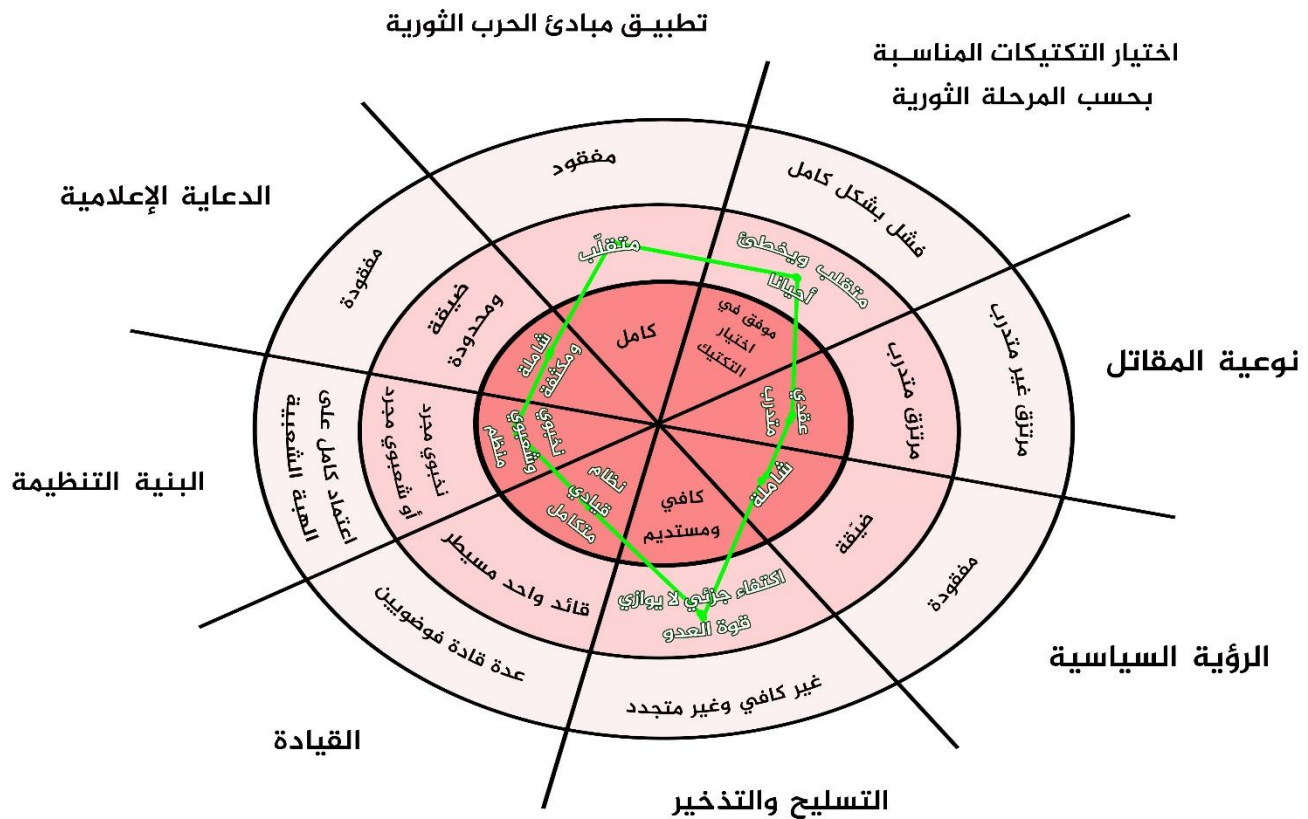 تطبيـق مبادئ الحرب الثورية
اختيار التكتيكات المناسـبة
بحسب المرحلة الثورية
نوعية المقاتل
الرؤية السياسية
التسليح والتذخير
القيادة
البنية التنظيمة
الدعاية الإعلامية
مفقود
متقلّب
كامل
فشل بشكل كامل
متقلب ويخطئ
أحيانا
موفق في
اختيار
التكتيك
مرتزق غير متدرب
مرتزق متدرب
عقدي
متدرب
مفقودة
ضيّقة
شاملة
غير كافي وغير متجدد
اكتفاء جزئي لا يوازي
قوة العدو
كافي
ومستديم
عدة قادة فوضويين
قائد واحد مسيطر
نظام
قيادي
متكامل
اعتماد كامل على
الهبة الشعبية
نخبوي مجرد
أو شعبوي مجرد
نخبوي
وشعبوي
منظم
مفقودة
ضيقة
ومحدودة
شاملة
ومكثفة